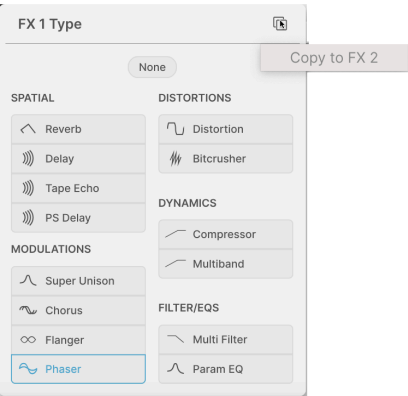 FX 1 Type
Copy to FX 2
None
SPATIAL
Reverb
Delay
Tape Echo
PS Delay
MODULATIONS
Super Unison
Chorus
Flanger
Phaser
DISTORTIONS
Distortion
Bitcrusher
DYNAMICS
Compressor
Multiband
FILTER/EQS
Multi Filter
Param EQ